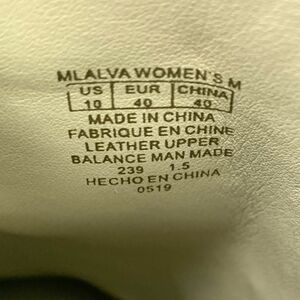 MLALVA WOMEN'S M
US EUR CHINA
10 40 40
MADE IN CHINA
FABRIQUE EN CHINE
LEATHER UPPER
BALANCE MAN MADE
239 1.5
HECHO EN CHINA
0519